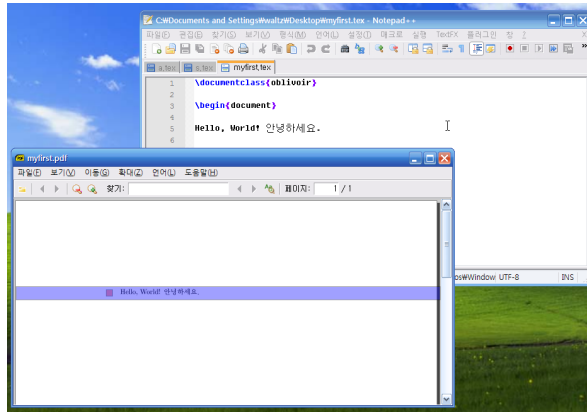 C:₩Documents and Settings₩waltz₩Desktop₩myfirst.tex - Notepad++
파일(F) 편집(E) 찾기(S) 보기(V) 형식(M) 언어(L) 설정(T) 매크로 실행 TextFX 플러그인 창 ? X
a.tex s.tex myfirst.tex
1 \documentclass{oblivoir}
2
3 \begin{document}
4
5 Hello, World! 안녕하세요.
6
myfirst.pdf
파일(F) 보기(V) 이동(G) 확대(Z) 언어(L) 도움말(H)
찾기: 페이지: 1 / 1
Hello, World! 안녕하세요.
os₩Window UTF-8 INS